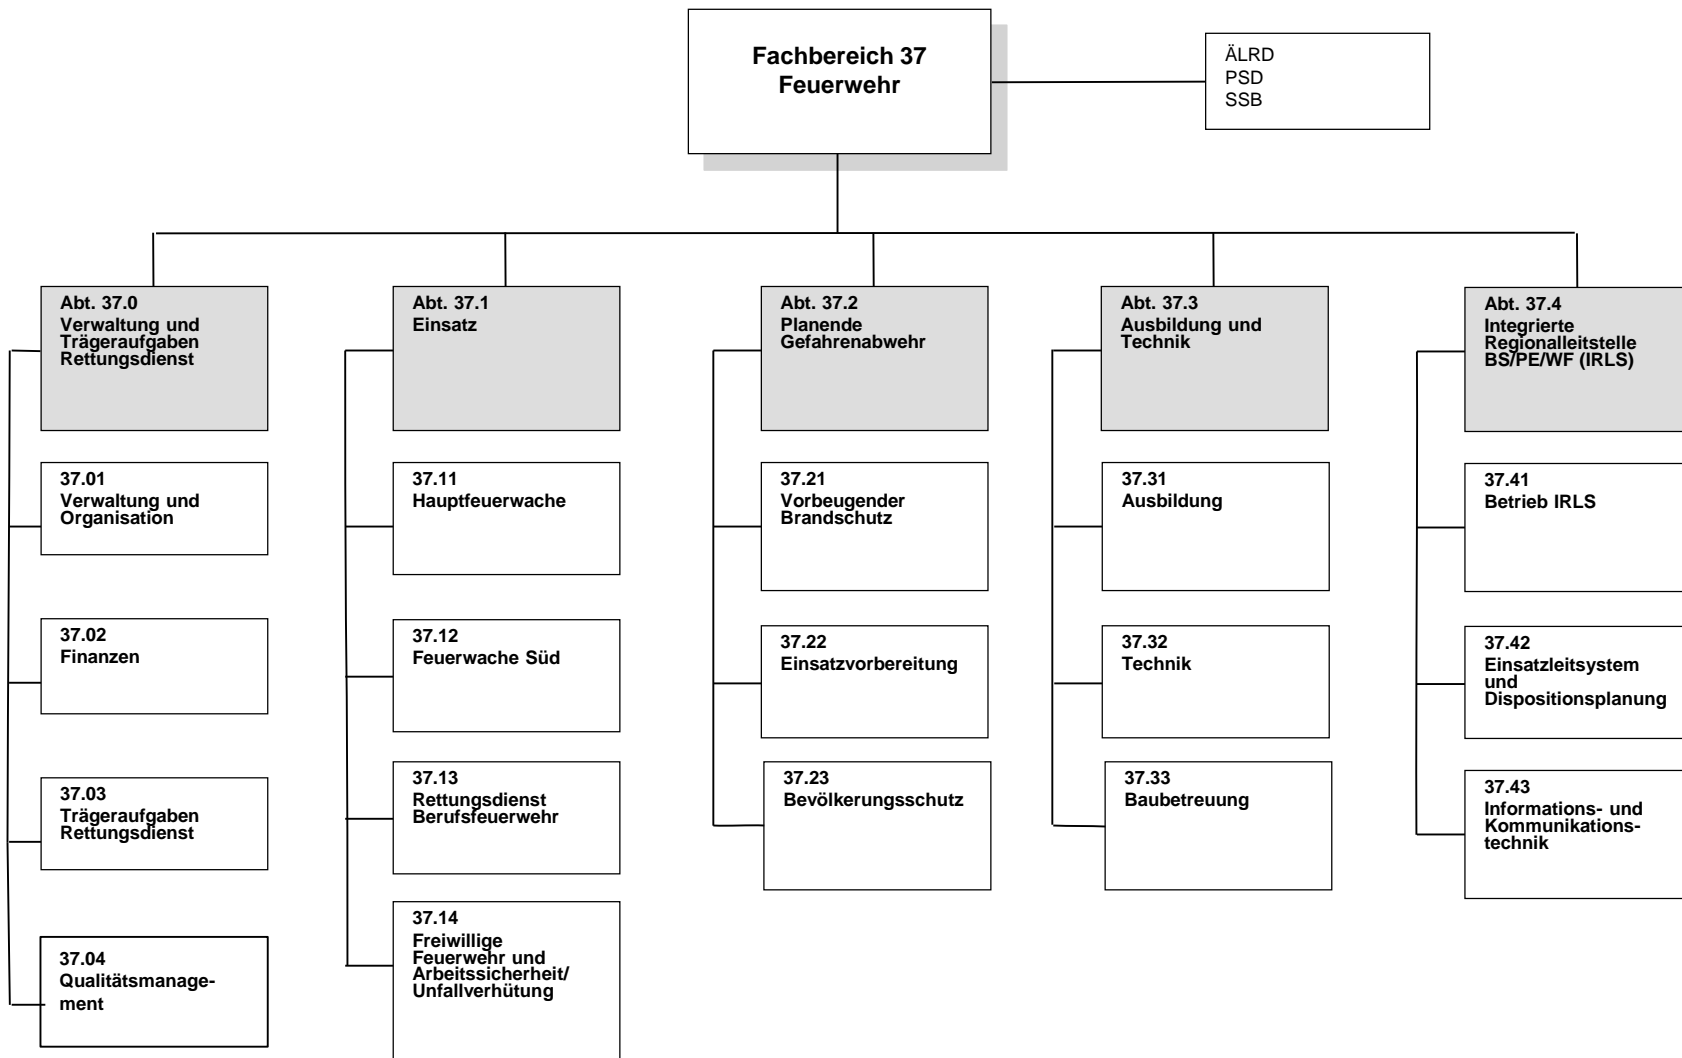 Fachbereich 37
Feuerwehr
ÄLRD
PSD
SSB
Abt. 37.0
Verwaltung und
Trägeraufgaben
Rettungsdienst
37.01
Verwaltung und
Organisation
37.02
Finanzen
37.03
Trägeraufgaben
Rettungsdienst
37.04
Qualitätsmanage-
ment
Abt. 37.1
Einsatz
37.11
Hauptfeuerwache
37.12
Feuerwache Süd
37.13
Rettungsdienst
Berufsfeuerwehr
37.14
Freiwillige
Feuerwehr und
Arbeitssicherheit/
Unfallverhütung
Abt. 37.2
Planende
Gefahrenabwehr
37.21
Vorbeugender
Brandschutz
37.22
Einsatzvorbereitung
37.23
Bevölkerungsschutz
Abt. 37.3
Ausbildung und
Technik
37.31
Ausbildung
37.32
Technik
37.33
Baubetreuung
Abt. 37.4
Integrierte
Regionalleitstelle
BS/PE/WF (IRLS)
37.41
Betrieb IRLS
37.42
Einsatzleitsystem
und
Dispositionsplanung
37.43
Informations- und
Kommunikations-
technik